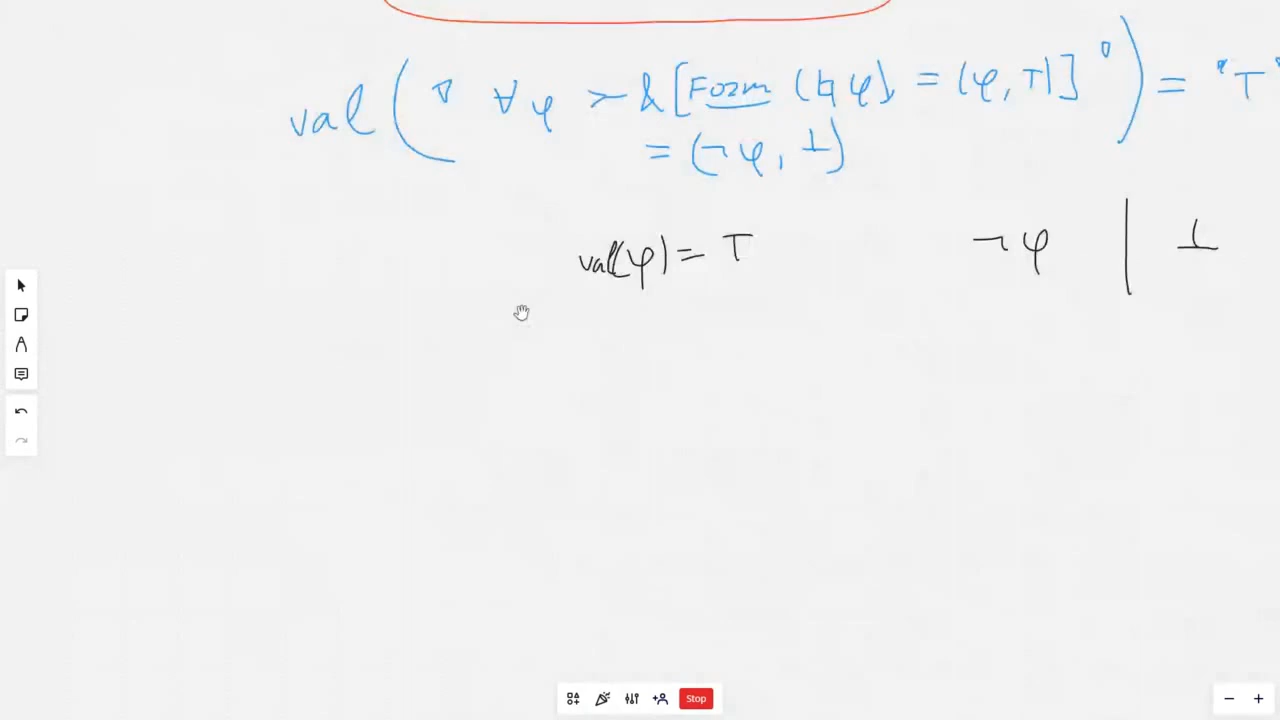 val ( ∇ ∀φ ≻ & [Form (♮φ) = (φ, T)] ° ) = "T"
= (¬φ, ⊥)
val(φ) = T ¬φ | ⊥
Stop